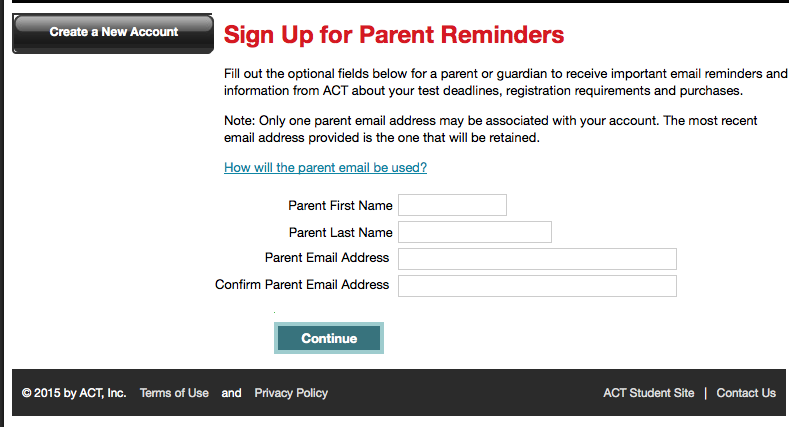 Create a New Account
Sign Up for Parent Reminders
Fill out the optional fields below for a parent or guardian to receive important email reminders and
information from ACT about your test deadlines, registration requirements and purchases.
Note: Only one parent email address may be associated with your account. The most recent
email address provided is the one that will be retained.
How will the parent email be used?
Parent First Name
Parent Last Name
Parent Email Address
Confirm Parent Email Address
Continue
© 2015 by ACT, Inc. Terms of Use and Privacy Policy ACT Student Site | Contact Us